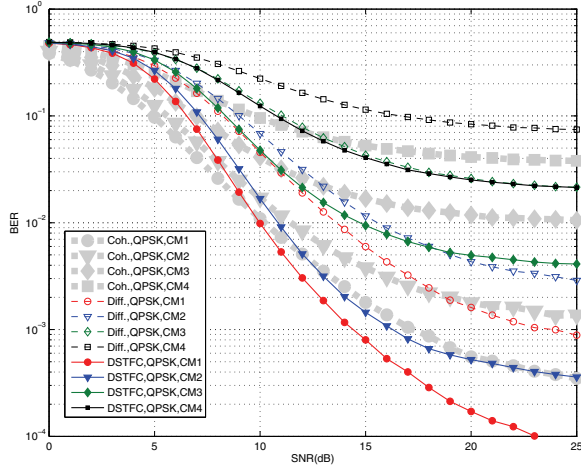 10^0
10^-1
10^-2
10^-3
10^-4
BER
Coh.,QPSK,CM1
Coh.,QPSK,CM2
Coh.,QPSK,CM3
Coh.,QPSK,CM4
Diff.,QPSK,CM1
Diff.,QPSK,CM2
Diff.,QPSK,CM3
Diff.,QPSK,CM4
DSTFC,QPSK,CM1
DSTFC,QPSK,CM2
DSTFC,QPSK,CM3
DSTFC,QPSK,CM4
0 5 10 15 20 25
SNR(dB)